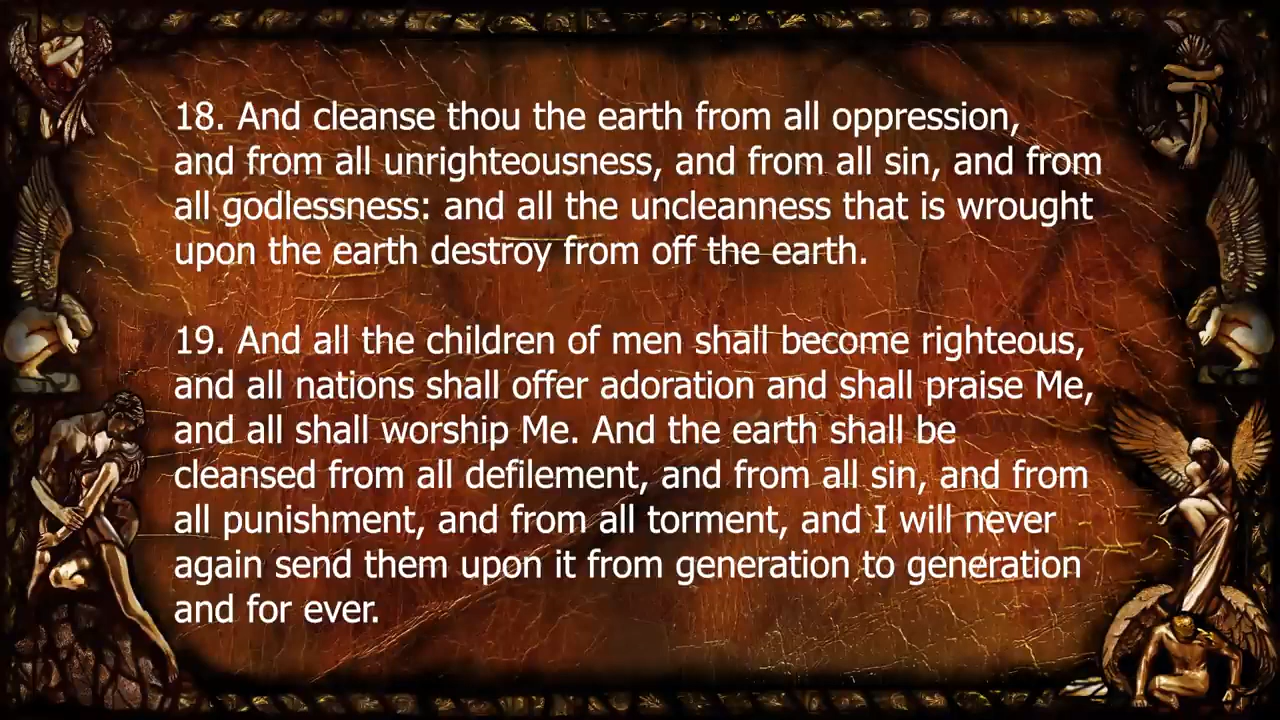 18. And cleanse thou the earth from all oppression,
and from all unrighteousness, and from all sin, and from
all godlessness: and all the uncleanness that is wrought
upon the earth destroy from off the earth.
19. And all the children of men shall become righteous,
and all nations shall offer adoration and shall praise Me,
and all shall worship Me. And the earth shall be
cleansed from all defilement, and from all sin, and from
all punishment, and from all torment, and I will never
again send them upon it from generation to generation
and for ever.